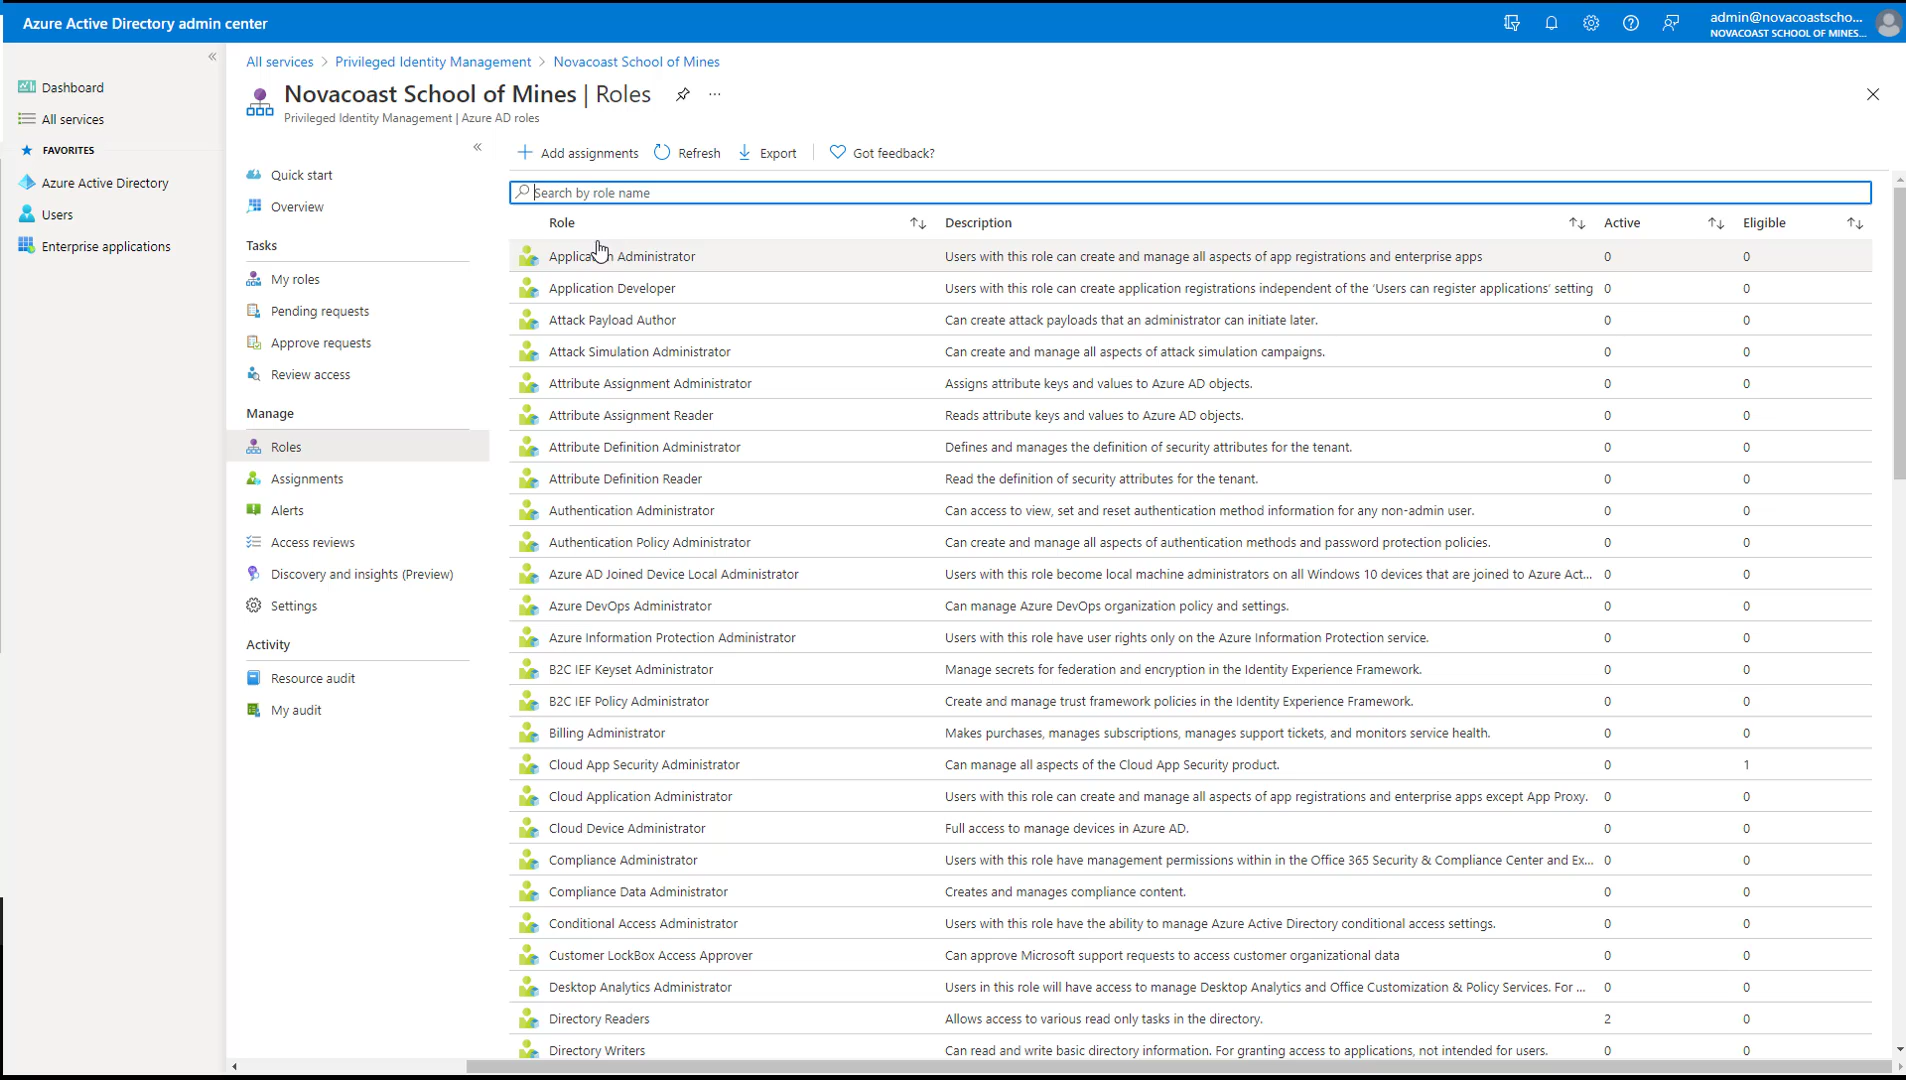 Azure Active Directory admin center
admin@novacoastscho...
NOVACOAST SCHOOL OF MINES...
Dashboard
All services
FAVORITES
Azure Active Directory
Users
Enterprise applications
All services > Privileged Identity Management > Novacoast School of Mines
Novacoast School of Mines | Roles
Privileged Identity Management | Azure AD roles
Quick start
Overview
Tasks
My roles
Pending requests
Approve requests
Review access
Manage
Roles
Assignments
Alerts
Access reviews
Discovery and insights (Preview)
Settings
Activity
Resource audit
My audit
Add assignments Refresh Export Got feedback?
Search by role name
Role Description Active Eligible
Application Administrator Users with this role can create and manage all aspects of app registrations and enterprise apps 0 0
Application Developer Users with this role can create application registrations independent of the 'Users can register applications' setting 0 0
Attack Payload Author Can create attack payloads that an administrator can initiate later. 0 0
Attack Simulation Administrator Can create and manage all aspects of attack simulation campaigns. 0 0
Attribute Assignment Administrator Assigns attribute keys and values to Azure AD objects. 0 0
Attribute Assignment Reader Reads attribute keys and values to Azure AD objects. 0 0
Attribute Definition Administrator Defines and manages the definition of security attributes for the tenant. 0 0
Attribute Definition Reader Read the definition of security attributes for the tenant. 0 0
Authentication Administrator Can access to view, set and reset authentication method information for any non-admin user. 0 0
Authentication Policy Administrator Can create and manage all aspects of authentication methods and password protection policies. 0 0
Azure AD Joined Device Local Administrator Users with this role become local machine administrators on all Windows 10 devices that are joined to Azure Act... 0 0
Azure DevOps Administrator Can manage Azure DevOps organization policy and settings. 0 0
Azure Information Protection Administrator Users with this role have user rights only on the Azure Information Protection service. 0 0
B2C IEF Keyset Administrator Manage secrets for federation and encryption in the Identity Experience Framework. 0 0
B2C IEF Policy Administrator Create and manage trust framework policies in the Identity Experience Framework. 0 0
Billing Administrator Makes purchases, manages subscriptions, manages support tickets, and monitors service health. 0 0
Cloud App Security Administrator Can manage all aspects of the Cloud App Security product. 0 1
Cloud Application Administrator Users with this role can create and manage all aspects of app registrations and enterprise apps except App Proxy. 0 0
Cloud Device Administrator Full access to manage devices in Azure AD. 0 0
Compliance Administrator Users with this role have management permissions within in the Office 365 Security & Compliance Center and Ex... 0 0
Compliance Data Administrator Creates and manages compliance content. 0 0
Conditional Access Administrator Users with this role have the ability to manage Azure Active Directory conditional access settings. 0 0
Customer LockBox Access Approver Can approve Microsoft support requests to access customer organizational data 0 0
Desktop Analytics Administrator Users in this role will have access to manage Desktop Analytics and Office Customization & Policy Services. For ... 0 0
Directory Readers Allows access to various read only tasks in the directory. 2 0
Directory Writers Can read and write basic directory information. For granting access to applications, not intended for users. 0 0